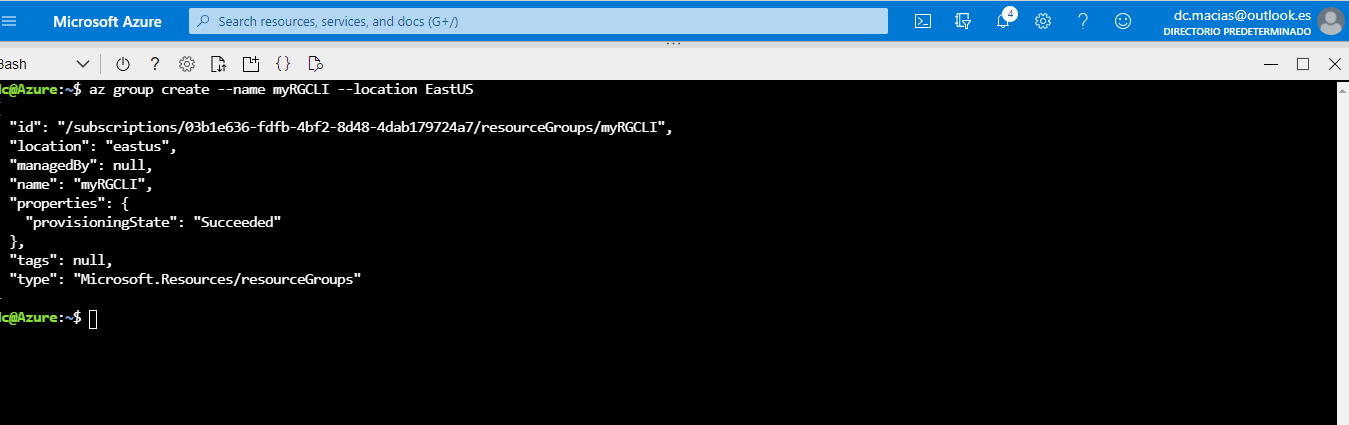 Microsoft Azure
Search resources, services, and docs (G+/)
4
dc.macias@outlook.es
DIRECTORIO PREDETERMINADO
Bash
dc@Azure:~$ az group create --name myRGCLI --location EastUS
"id": "/subscriptions/03b1e636-fdfb-4bf2-8d48-4dab179724a7/resourceGroups/myRGCLI",
"location": "eastus",
"managedBy": null,
"name": "myRGCLI",
"properties": {
"provisioningState": "Succeeded"
},
"tags": null,
"type": "Microsoft.Resources/resourceGroups"
dc@Azure:~$